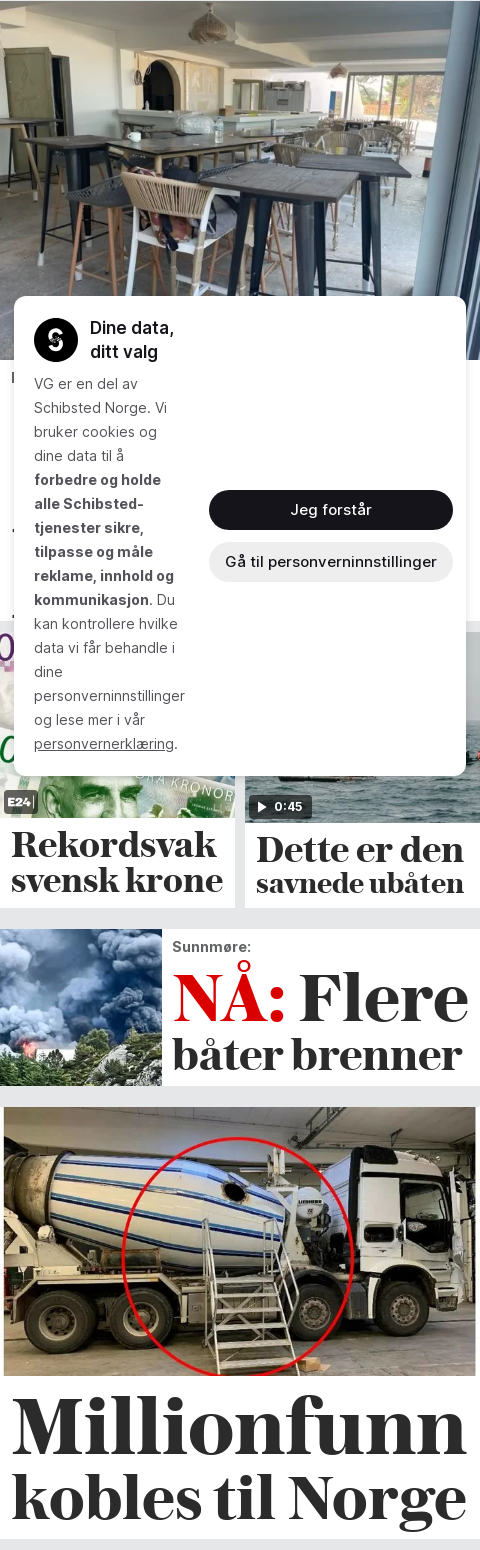 Dine data,
ditt valg
VG er en del av
Schibsted Norge. Vi
bruker cookies og
dine data til å
forbedre og holde
alle Schibsted-
tjenester sikre,
tilpasse og måle
reklame, innhold og
kommunikasjon. Du
kan kontrollere hvilke
data vi får behandle i
dine
personverninnstillinger
og lese mer i vår
personvernerklæring.
Jeg forstår
Gå til personverninnstillinger
KRONOR
E24
0:45
Rekordsvak
svensk krone
Dette er den
savnede ubåten
Sunnmøre:
NÅ: Flere
båter brenner
LIEBHERR
Millionfunn
kobles til Norge